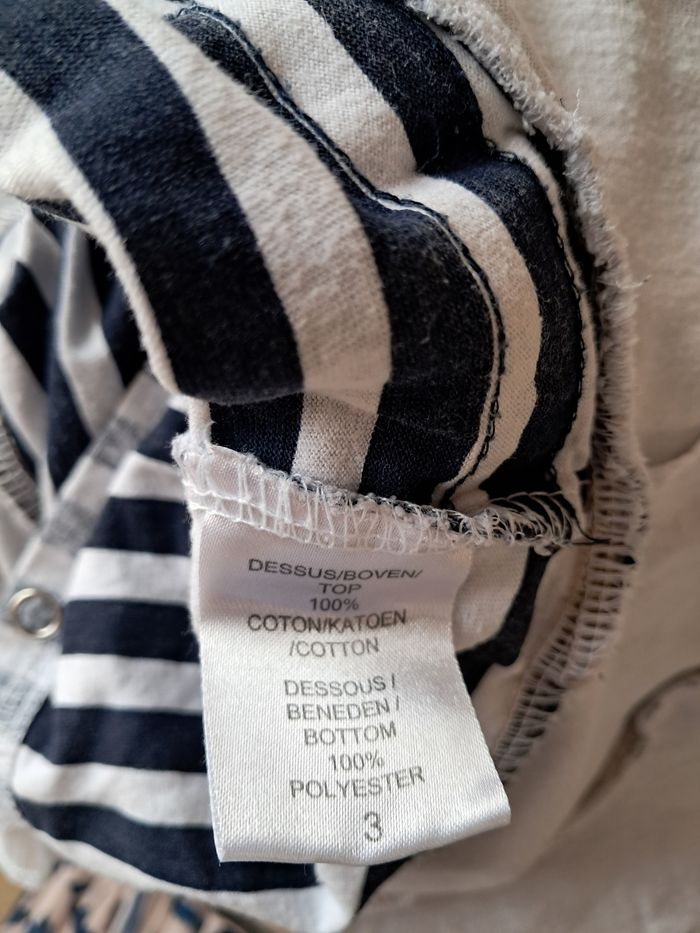 DESSUS/BOVEN/
TOP
100%
COTON/KATOEN
/COTTON
DESSOUS/
BENEDEN/
BOTTOM
100%
POLYESTER
3